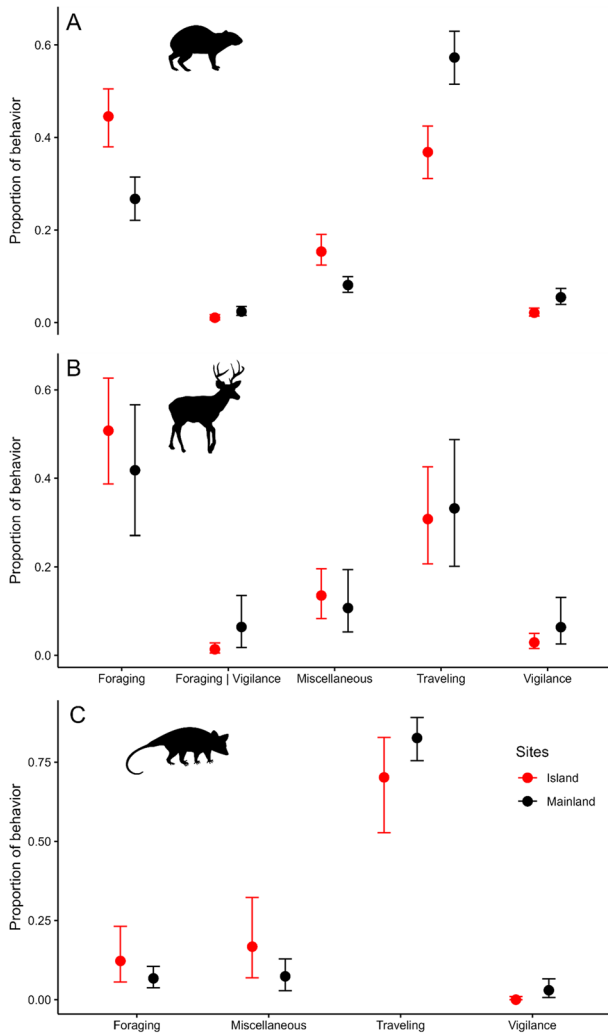 A
Proportion of behavior
0.6
0.4
0.2
0.0
B
Proportion of behavior
0.6
0.4
0.2
0.0
Foraging
Foraging | Vigilance
Miscellaneous
Traveling
Vigilance
C
Proportion of behavior
0.75
0.50
0.25
0.00
Sites
Island
Mainland
Foraging
Miscellaneous
Traveling
Vigilance